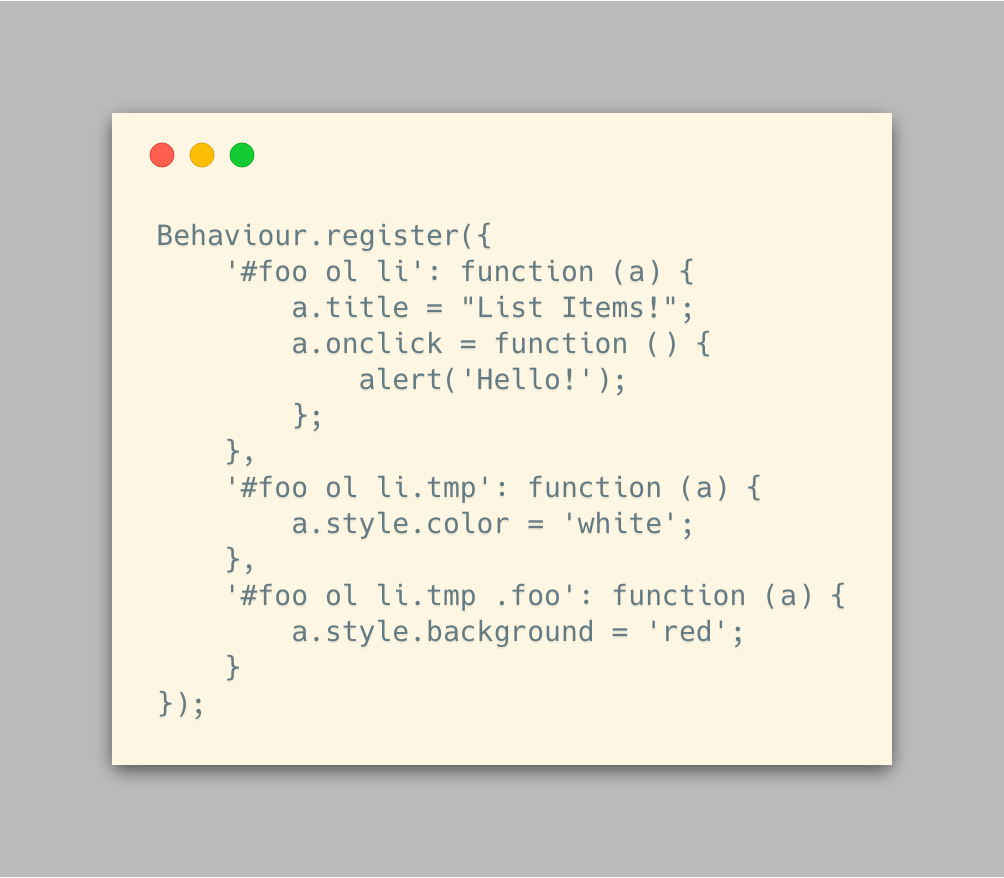 Behaviour.register({
    '#foo ol li': function (a) {
        a.title = "List Items!";
        a.onclick = function () {
            alert('Hello!');
        };
    },
    '#foo ol li.tmp': function (a) {
        a.style.color = 'white';
    },
    '#foo ol li.tmp .foo': function (a) {
        a.style.background = 'red';
    }
});